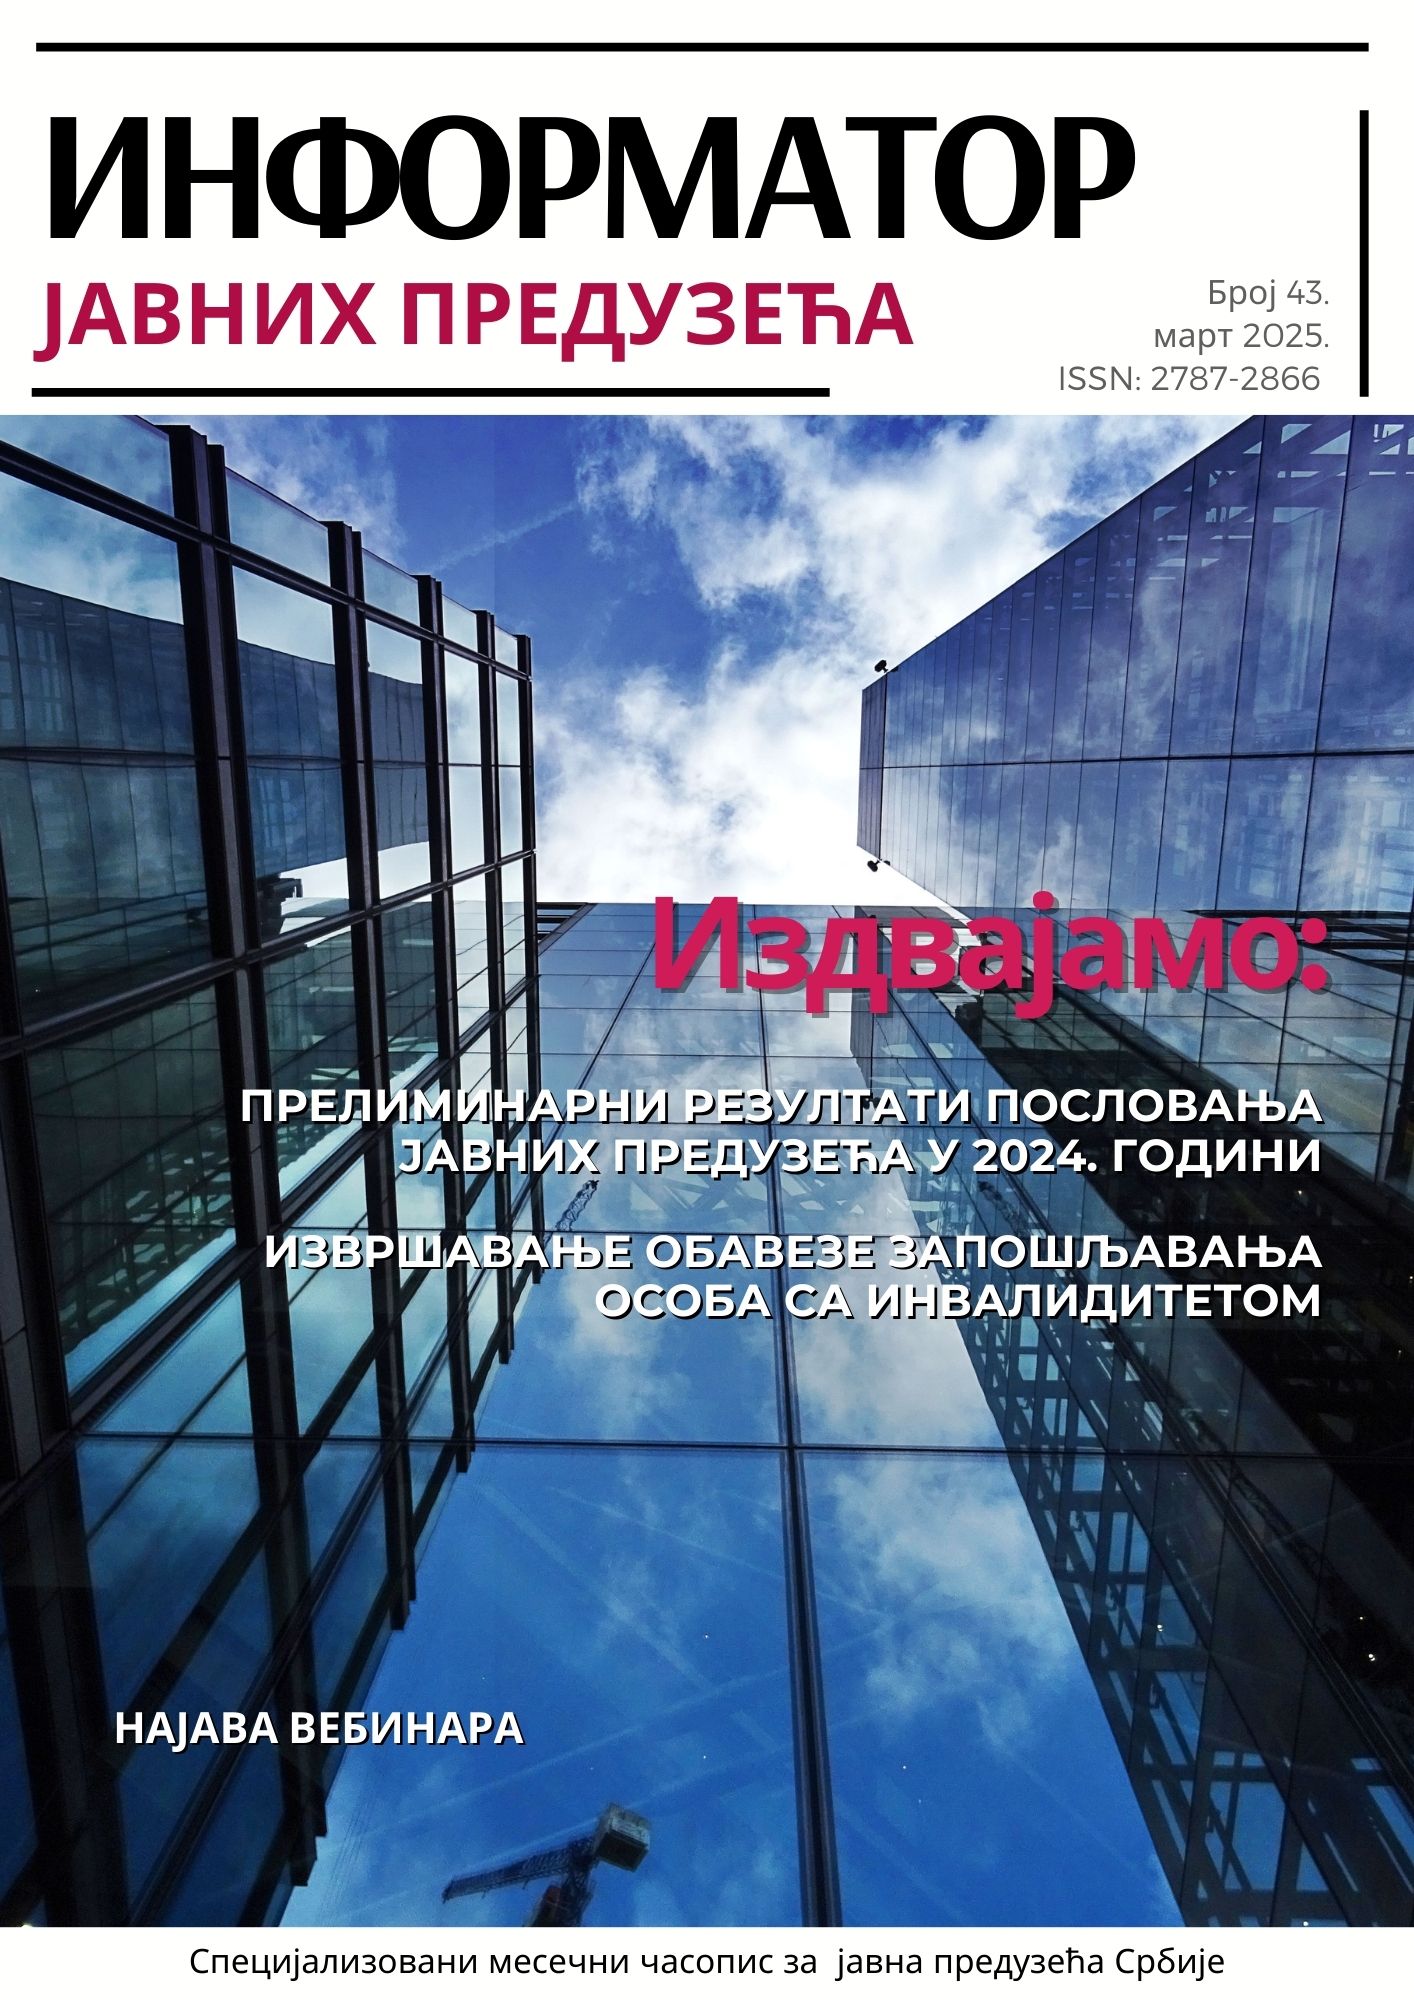 ИНФОРМАТОР
ЈАВНИХ ПРЕДУЗЕЋА
Број 43.
март 2025.
ISSN: 2787-2866
Издвајамо:
ПРЕЛИМИНАРНИ РЕЗУЛТАТИ ПОСЛОВАЊА
ЈАВНИХ ПРЕДУЗЕЋА У 2024. ГОДИНИ
ИЗВРШАВАЊЕ ОБАВЕЗЕ ЗАПОШЉАВАЊА
ОСОБА СА ИНВАЛИДИТЕТОМ
НАЈАВА ВЕБИНАРА
Специјализовани месечни часопис за јавна предузећа Србије